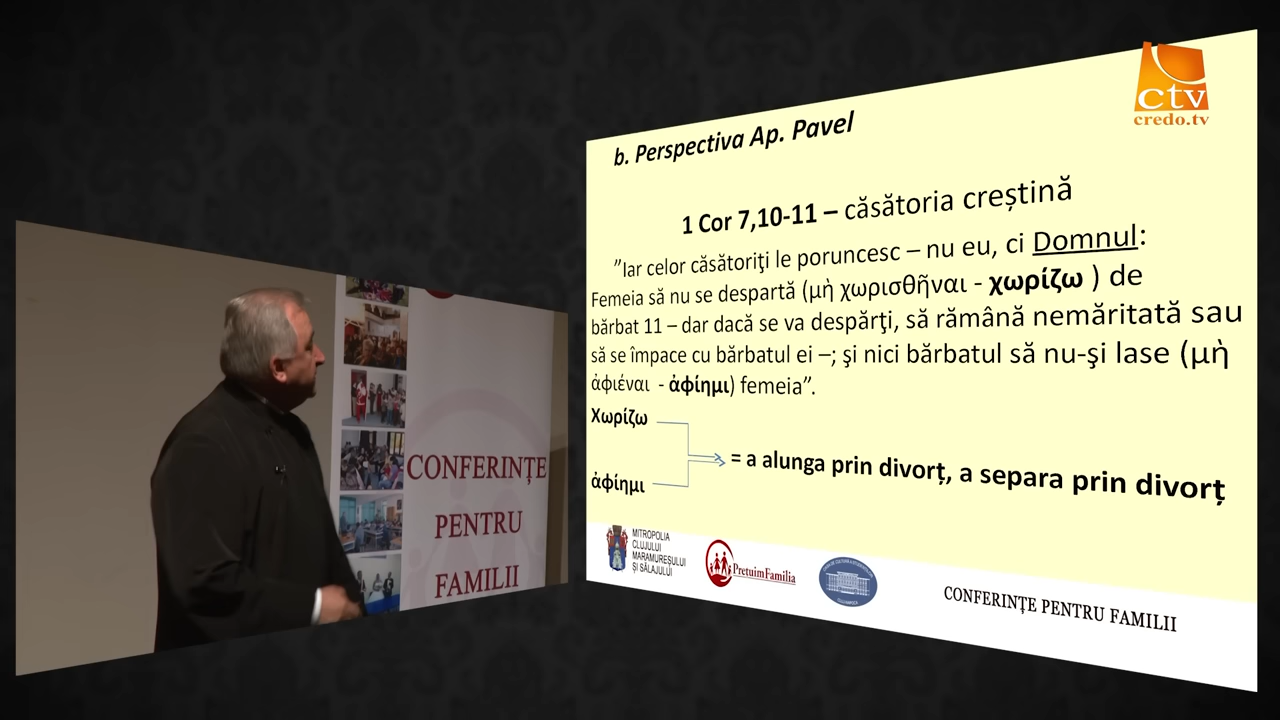 ctv
credo.tv
b. Perspectiva Ap. Pavel
1 Cor 7,10-11 – căsătoria creștină
”Iar celor căsătoriţi le poruncesc – nu eu, ci Domnul:
Femeia să nu se despartă (μὴ χωρισθῆναι - χωρίζω ) de
bărbat 11 – dar dacă se va despărţi, să rămână nemăritată sau
să se împace cu bărbatul ei –; şi nici bărbatul să nu-şi lase (μὴ
ἀφιέναι - ἀφίημι) femeia”.
Χωρίζω
ἀφίημι
= a alunga prin divorț, a separa prin divorț
MITROPOLIA
CLUJULUI
MARAMUREȘULUI
ȘI SĂLAJULUI
PretuimFamilia
CONFERINȚE PENTRU FAMILII
CONFERINȚE
PENTRU
FAMILII